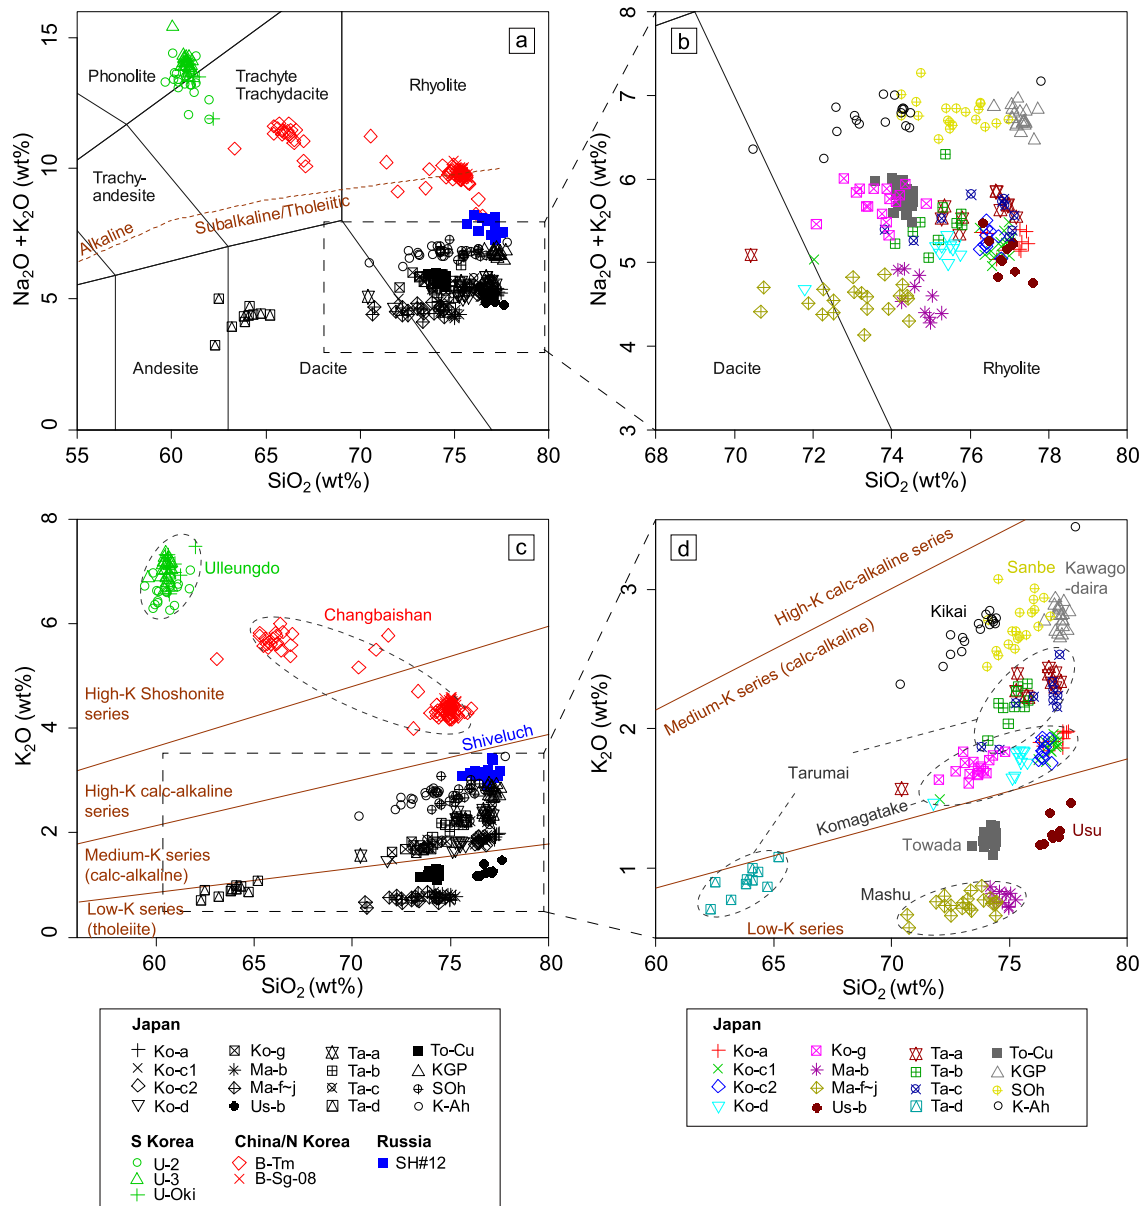 a
Phonolite
Trachyte
Trachydacite
Rhyolite
Trachy-
andesite
Alkaline
Subalkaline/Tholeiitic
Andesite
Dacite
0
5
10
15
Na2O + K2O (wt%)
55
60
65
70
75
80
SiO2 (wt%)
b
Dacite
Rhyolite
3
4
5
6
7
8
Na2O + K2O (wt%)
68
70
72
74
76
78
80
SiO2 (wt%)
c
Ulleungdo
Changbaishan
Shiveluch
High-K Shoshonite
series
High-K calc-alkaline
series
Medium-K series
(calc-alkaline)
Low-K series
(tholeiite)
0
2
4
6
8
K2O (wt%)
60
65
70
75
80
SiO2 (wt%)
d
High-K calc-alkaline series
Medium-K series (calc-alkaline)
Sanbe
Kawago
-daira
Kikai
Tarumai
Komagatake
Towada
Usu
Mashu
Low-K series
1
2
3
K2O (wt%)
60
65
70
75
80
SiO2 (wt%)
Japan
Ko-a
Ko-c1
Ko-c2
Ko-d
Ko-g
Ma-b
Ma-f~j
Us-b
Ta-a
Ta-b
Ta-c
Ta-d
To-Cu
KGP
SOh
K-Ah
S Korea
U-2
U-3
U-Oki
China/N Korea
B-Tm
B-Sg-08
Russia
SH#12
Japan
Ko-a
Ko-c1
Ko-c2
Ko-d
Ko-g
Ma-b
Ma-f~j
Us-b
Ta-a
Ta-b
Ta-c
Ta-d
To-Cu
KGP
SOh
K-Ah